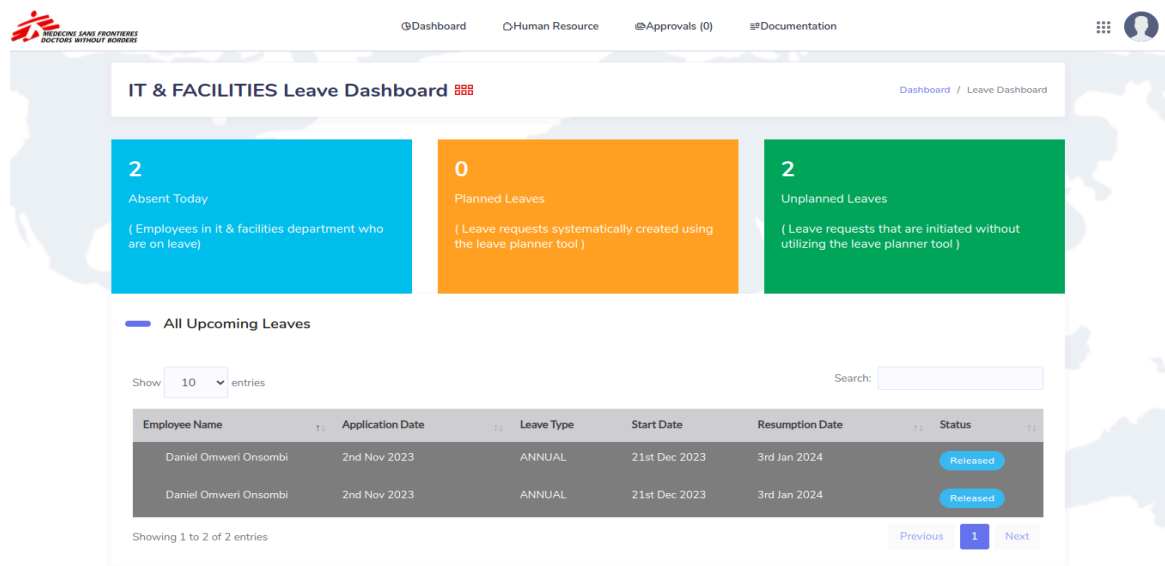 MEDECINS SANS FRONTIERES
DOCTORS WITHOUT BORDERS
Dashboard Human Resource Approvals (0) Documentation
IT & FACILITIES Leave Dashboard
Dashboard / Leave Dashboard
2
Absent Today
( Employees in it & facilities department who
are on leave)
0
Planned Leaves
( Leave requests systematically created using
the leave planner tool )
2
Unplanned Leaves
( Leave requests that are initiated without
utilizing the leave planner tool )
All Upcoming Leaves
Show 10 entries
Search:
Employee Name Application Date Leave Type Start Date Resumption Date Status
Daniel Omweri Onsombi 2nd Nov 2023 ANNUAL 21st Dec 2023 3rd Jan 2024 Released
Daniel Omweri Onsombi 2nd Nov 2023 ANNUAL 21st Dec 2023 3rd Jan 2024 Released
Showing 1 to 2 of 2 entries
Previous 1 Next